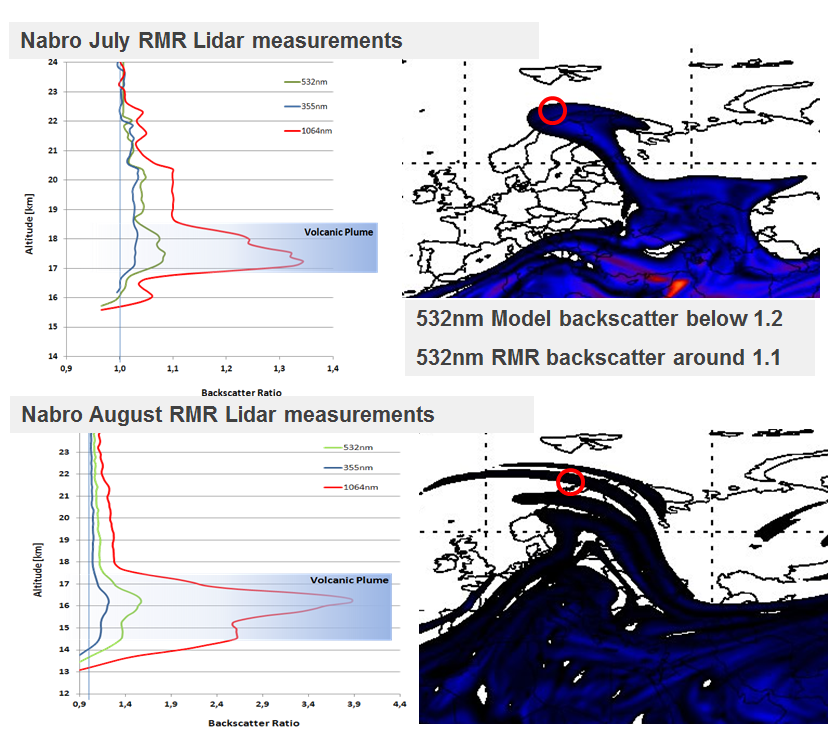 Nabro July RMR Lidar measurements
24
23
22
21
20
19
18
17
16
15
14
Altitude [km]
532nm
355nm
1064nm
Volcanic Plume
0,9 1,0 1,1 1,2 1,3 1,4
Backscatter Ratio
532nm Model backscatter below 1.2
532nm RMR backscatter around 1.1
Nabro August RMR Lidar measurements
23
22
21
20
19
18
17
16
15
14
13
12
Altitude [km]
532nm
355nm
1064nm
Volcanic Plume
0,9 1,4 1,9 2,4 2,9 3,4 3,9 4,4
Backscatter Ratio